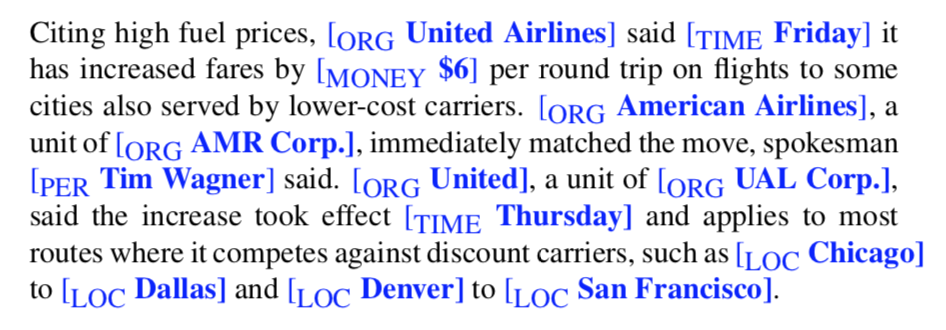 Citing high fuel prices, [ORG United Airlines] said [TIME Friday] it
has increased fares by [MONEY $6] per round trip on flights to some
cities also served by lower-cost carriers. [ORG American Airlines], a
unit of [ORG AMR Corp.], immediately matched the move, spokesman
[PER Tim Wagner] said. [ORG United], a unit of [ORG UAL Corp.],
said the increase took effect [TIME Thursday] and applies to most
routes where it competes against discount carriers, such as [LOC Chicago]
to [LOC Dallas] and [LOC Denver] to [LOC San Francisco].